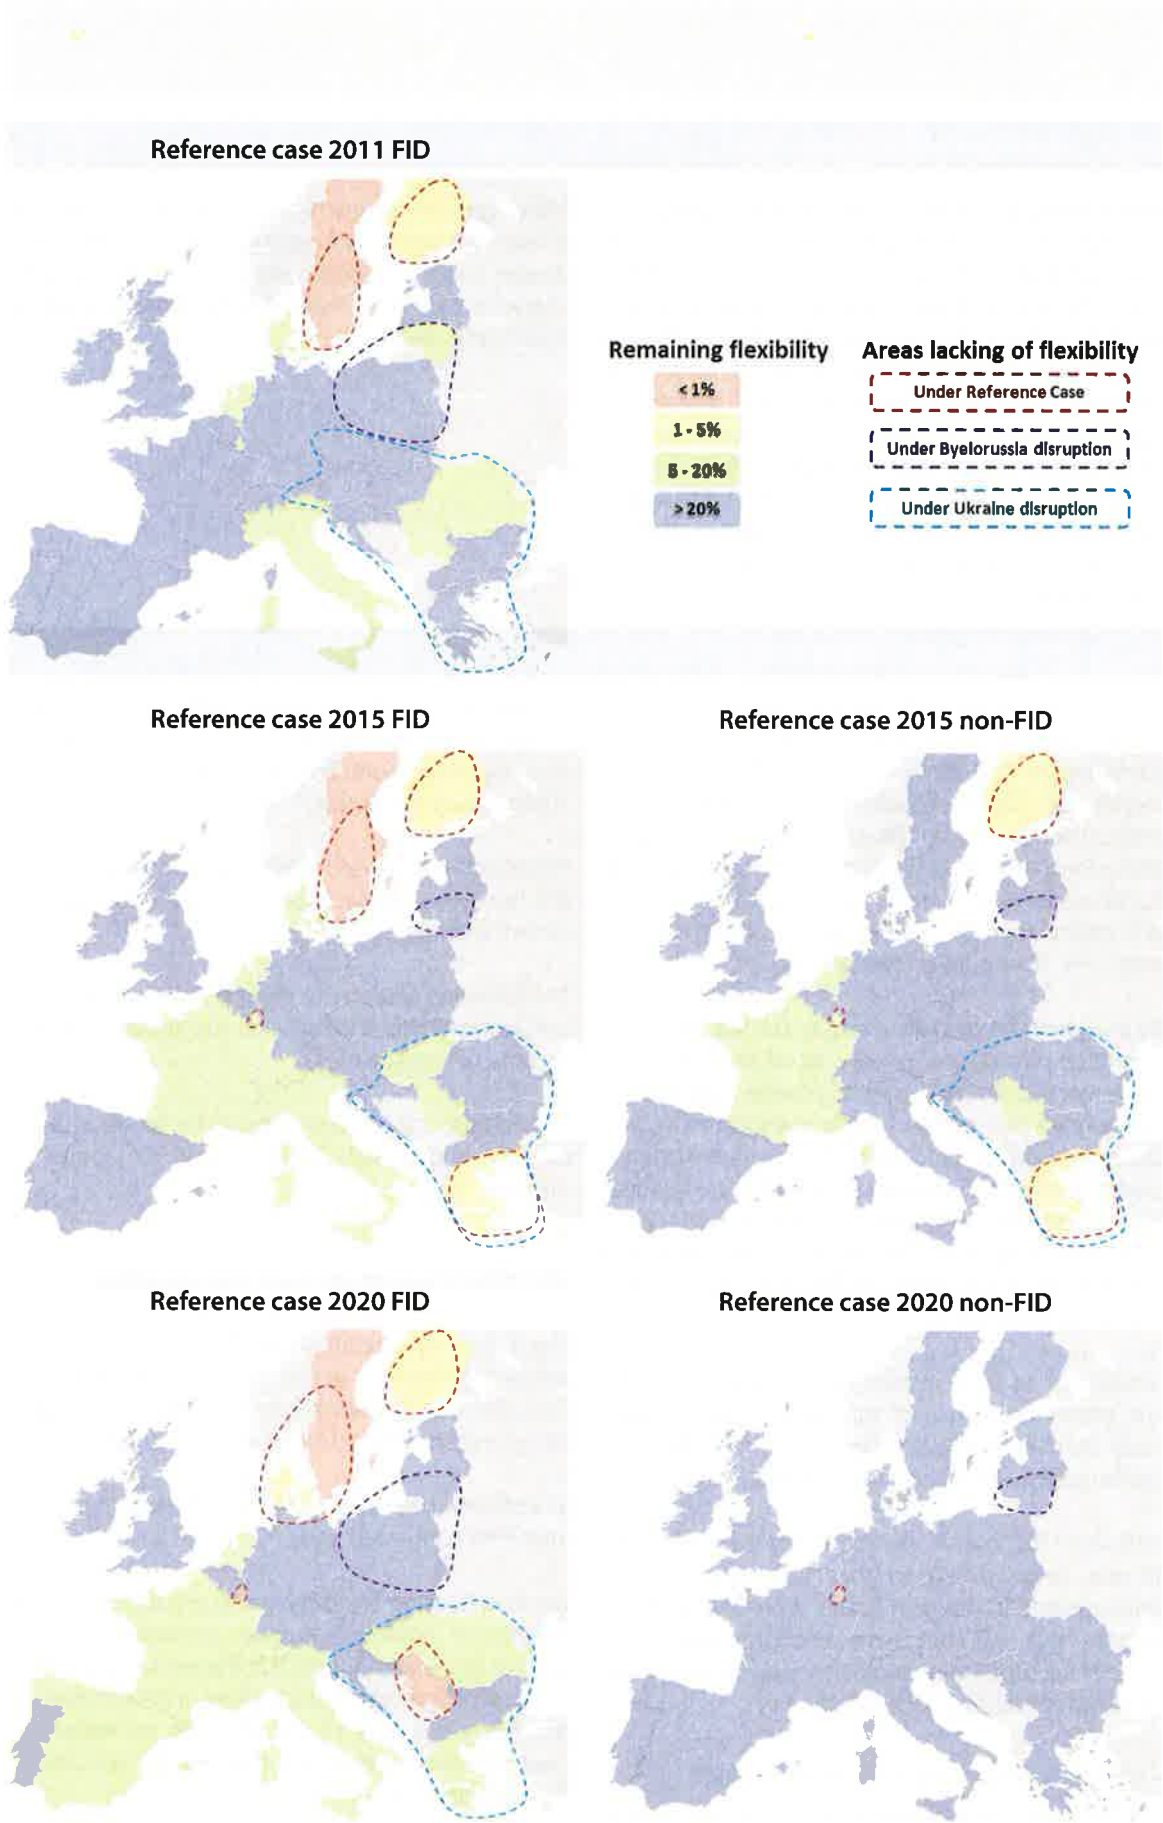 Reference case 2011 FID
Remaining flexibility
< 1%
1 - 5%
5 - 20%
> 20%
Areas lacking of flexibility
Under Reference Case
Under Byelorussia disruption
Under Ukraine disruption
Reference case 2015 FID
Reference case 2015 non-FID
Reference case 2020 FID
Reference case 2020 non-FID